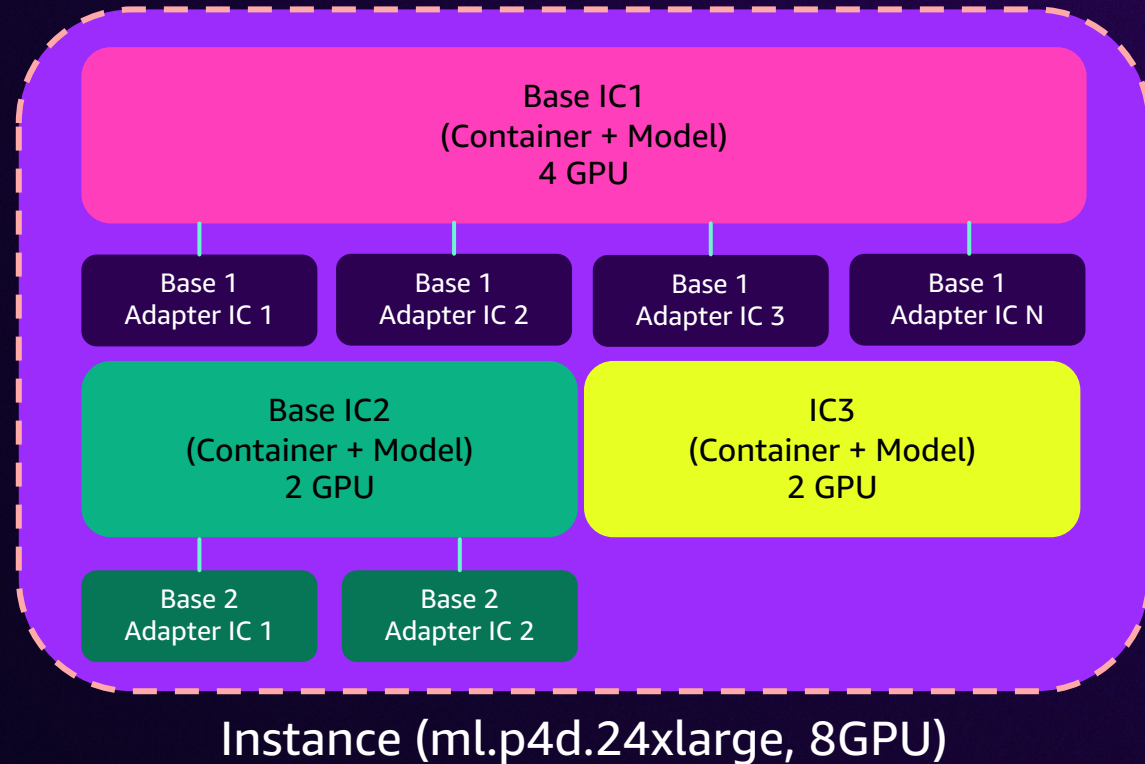 Base IC1
(Container + Model)
4 GPU
Base 1
Adapter IC 1
Base 1
Adapter IC 2
Base 1
Adapter IC 3
Base 1
Adapter IC N
Base IC2
(Container + Model)
2 GPU
IC3
(Container + Model)
2 GPU
Base 2
Adapter IC 1
Base 2
Adapter IC 2
Instance (ml.p4d.24xlarge, 8GPU)